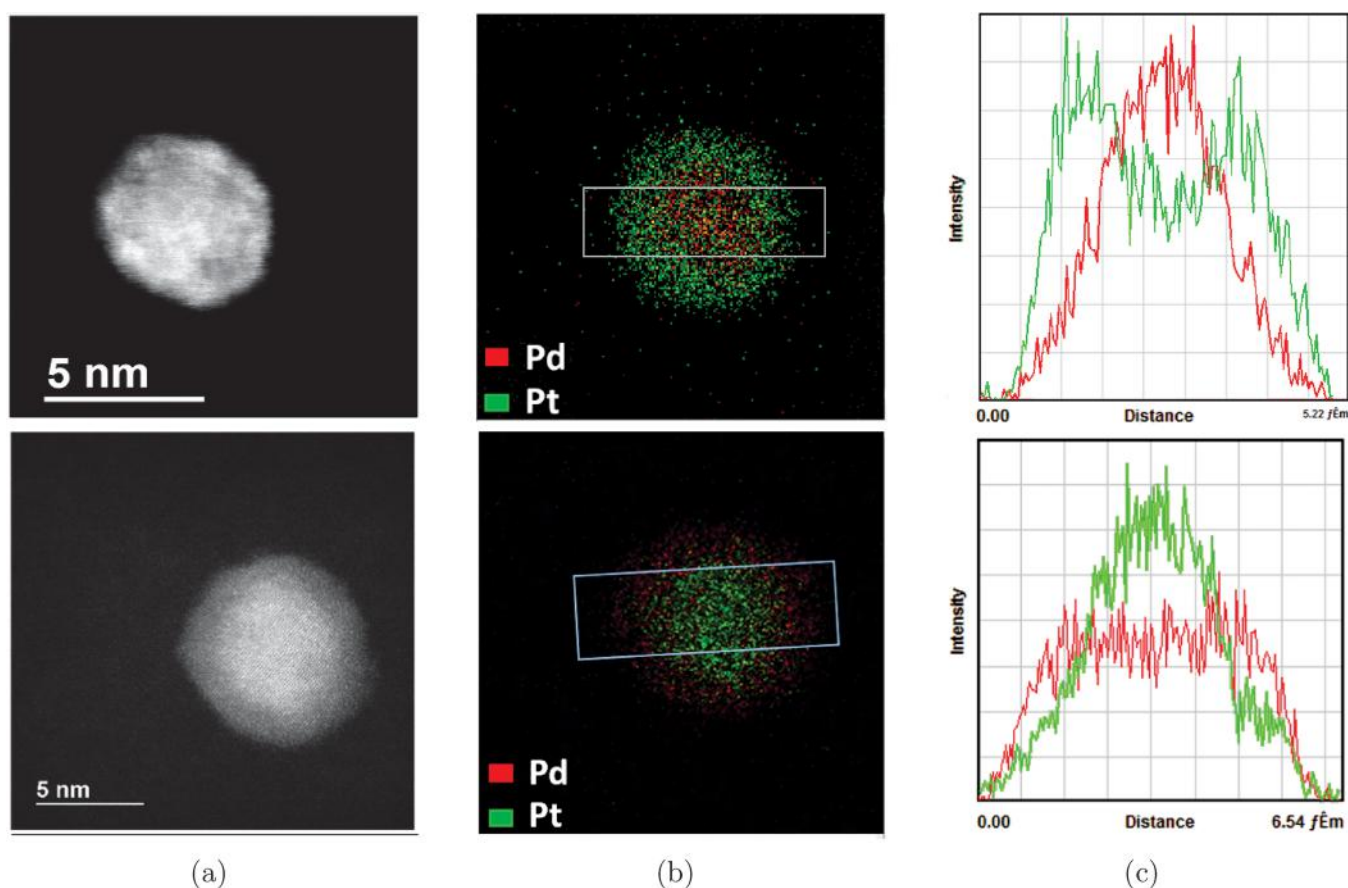 5 nm
Pd
Pt
Intensity
0.00 Distance 5.22 ƒÊm
5 nm
Pd
Pt
Intensity
0.00 Distance 6.54 ƒÊm
(a) (b) (c)